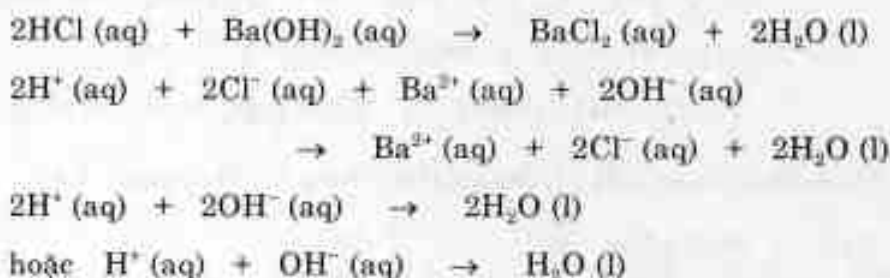 2HCl (aq) + Ba(OH)₂ (aq) → BaCl₂ (aq) + 2H₂O (l)
2H⁺ (aq) + 2Cl⁻ (aq) + Ba²⁺ (aq) + 2OH⁻ (aq)
→ Ba²⁺ (aq) + 2Cl⁻ (aq) + 2H₂O (l)
2H⁺ (aq) + 2OH⁻ (aq) → 2H₂O (l)
hoặc H⁺ (aq) + OH⁻ (aq) → H₂O (l)